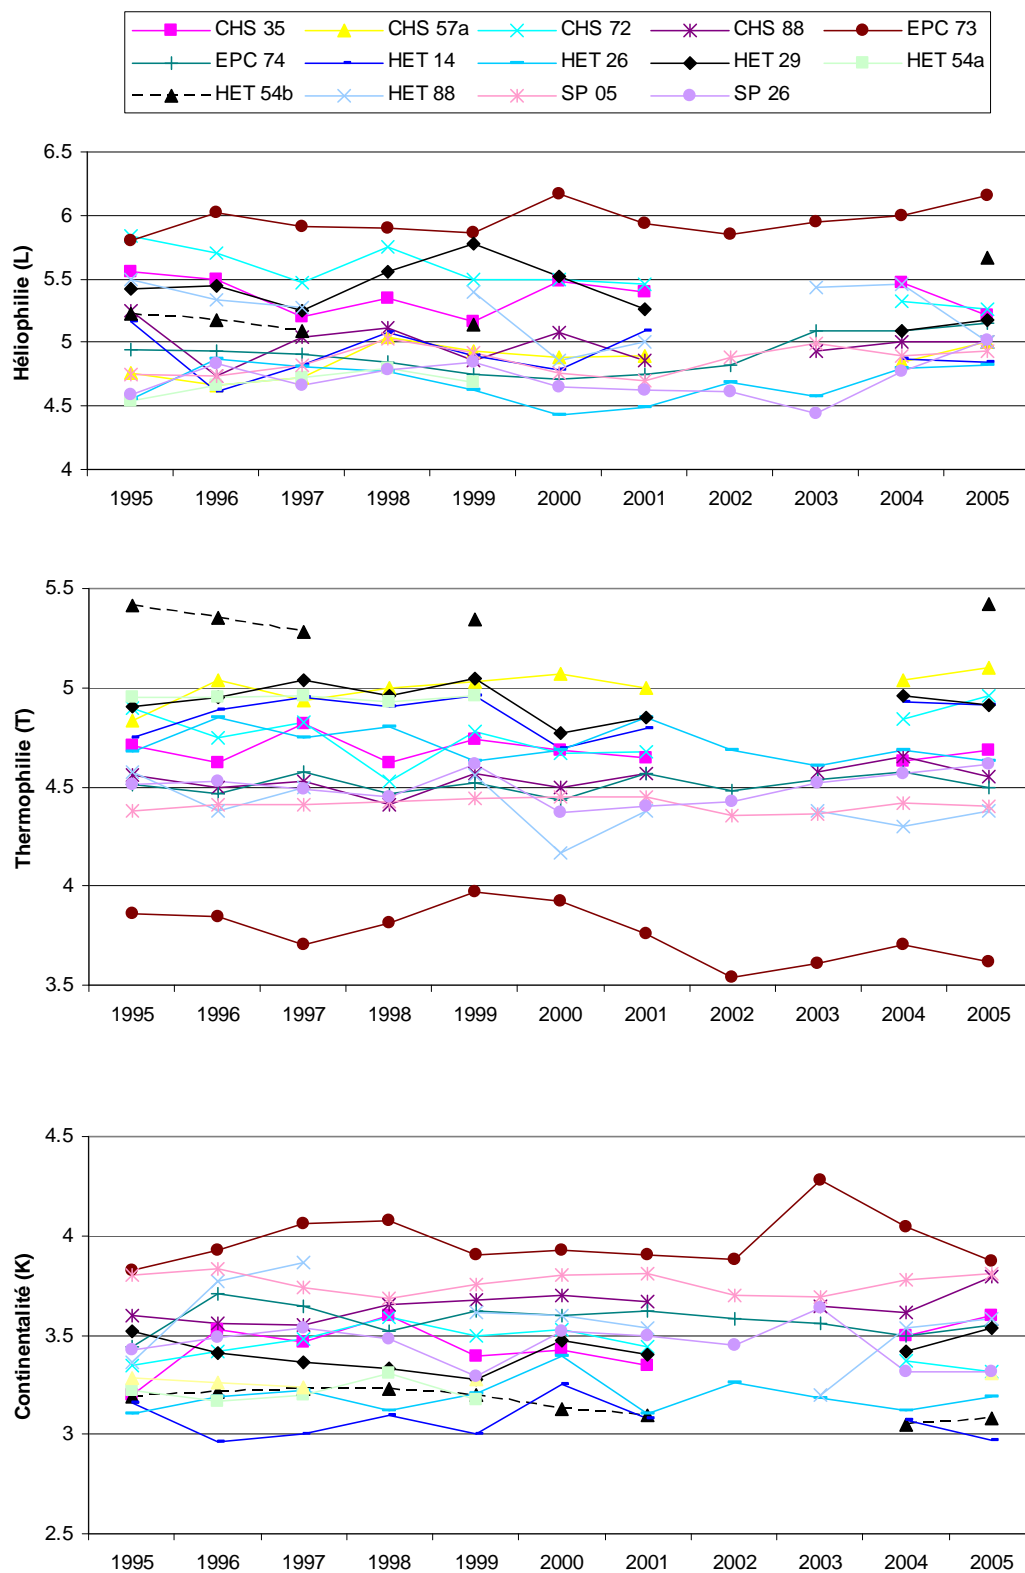 CHS 35 CHS 57a CHS 72 CHS 88 EPC 73
EPC 74 HET 14 HET 26 HET 29 HET 54a
HET 54b HET 88 SP 05 SP 26
Héliophilie (L)
6.5
6
5.5
5
4.5
4
1995 1996 1997 1998 1999 2000 2001 2002 2003 2004 2005
Thermophilie (T)
5.5
5
4.5
4
3.5
1995 1996 1997 1998 1999 2000 2001 2002 2003 2004 2005
Continentalité (K)
4.5
4
3.5
3
2.5
1995 1996 1997 1998 1999 2000 2001 2002 2003 2004 2005